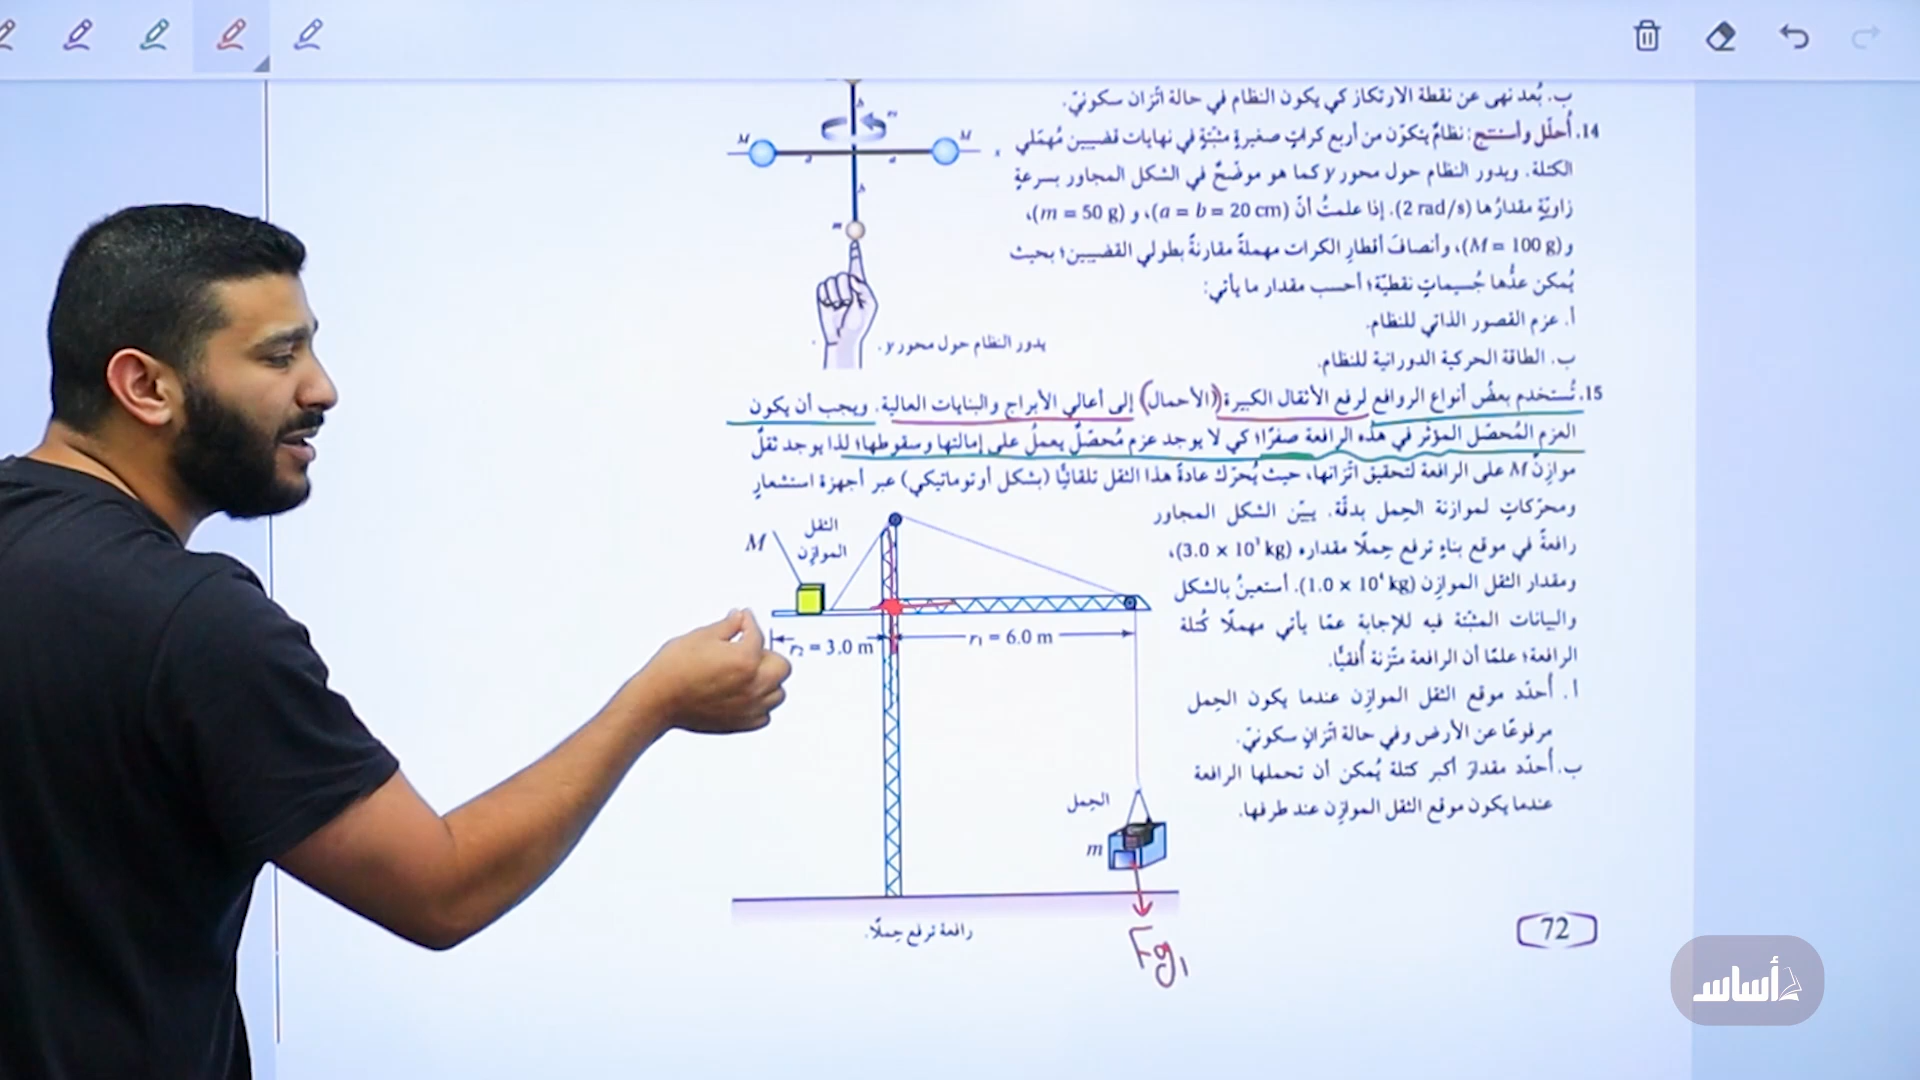 ب. بُعد نهى عن نقطة الارتكاز كي يكون النظام في حالة اتّزان سكونيّ.
14. أُحلّل وأستنتج: نظامٌ يتكوّن من أربع كراتٍ صغيرةٍ مثبّتةٍ في نهايات قضيبين مُهمَلي
الكتلة. ويدور النظام حول محور y كما هو موضّحٌ في الشكل المجاور بسرعةٍ
زاويّةٍ مقدارُها (2 rad/s). إذا علمتُ أنّ (a = b = 20 cm)، و (m = 50 g)،
و(M = 100 g)، وأنصافَ أقطارِ الكرات مهملةٌ مقارنةً بطولي القضيبين؛ بحيث
يُمكن عدُّها جُسيماتٍ نقطيّة؛ أحسب مقدار ما يأتي:
أ. عزم القصور الذاتي للنظام.
ب. الطاقة الحركية الدورانية للنظام.
M
M
x
a
a
b
b
m
يدور النظام حول محور y.
15. تُستخدم بعضُ أنواع الروافع لرفع الأثقال الكبيرة (الأحمال) إلى أعالي الأبراج والبنايات العالية. ويجب أن يكون
العزم المُحصّل المؤثر في هذه الرافعة صفرًا؛ كي لا يوجد عزم مُحصّلٌ يعملُ على إمالتها وسقوطها؛ لذا يوجد ثقلٌ
موازِنٌ M على الرافعة لتحقيق اتّزانها، حيث يُحرّك عادةً هذا الثقل تلقائيًّا (بشكل أوتوماتيكي) عبر أجهزة استشعارٍ
ومحرّكاتٍ لموازنة الحِمل بدقّة. يبيّن الشكل المجاور
رافعةً في موقع بناءٍ ترفع حِملًا مقداره (3.0 × 10³ kg)،
ومقدار الثقل الموازن (1.0 × 10⁴ kg). أستعينُ بالشكل
والبيانات المثبّتة فيه للإجابة عمّا يأتي مهملًا كُتلة
الرافعة؛ علمًا أن الرافعة متّزنة أُفقيًّا.
أ. أُحدّد موقع الثقل الموازِن عندما يكون الحِمل
مرفوعًا عن الأرض وفي حالة اتّزانٍ سكونيّ.
ب. أُحدّد مقدارَ أكبر كتلة يُمكن أن تحملها الرافعة
عندما يكون موقع الثقل الموازِن عند طرفها.
M
الثقل
الموازِن
r₂ = 3.0 m
r₁ = 6.0 m
الحِمل
m
رافعة ترفع حِملًا.
Fg₁
72
أساس